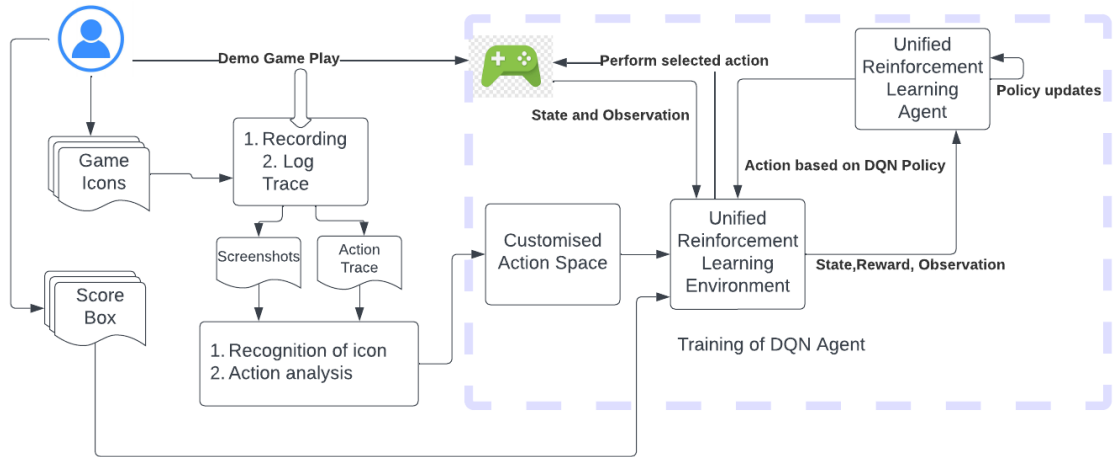 Demo Game Play
Perform selected action
Unified
Reinforcement
Learning
Agent
Policy updates
State and Observation
Game
Icons
1. Recording
2. Log
Trace
Action based on DQN Policy
Screenshots
Action
Trace
Customised
Action Space
Unified
Reinforcement
Learning
Environment
State,Reward, Observation
Score
Box
1. Recognition of icon
2. Action analysis
Training of DQN Agent